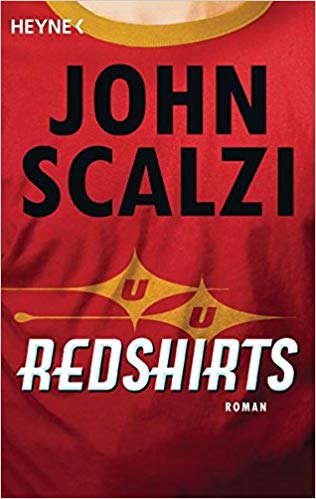 HEYNE<
JOHN
SCALZI
U U
REDSHIRTS
ROMAN